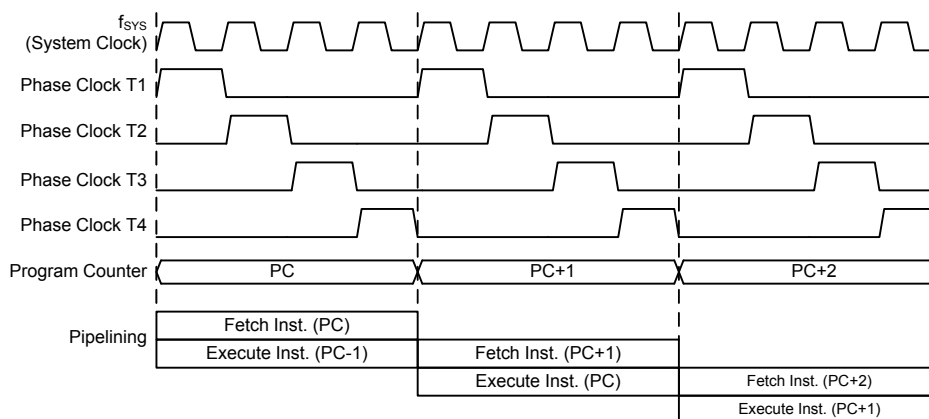 fSYS
(System Clock)
Phase Clock T1
Phase Clock T2
Phase Clock T3
Phase Clock T4
Program Counter PC PC+1 PC+2
Pipelining
Fetch Inst. (PC)
Execute Inst. (PC-1) Fetch Inst. (PC+1)
Execute Inst. (PC) Fetch Inst. (PC+2)
Execute Inst. (PC+1)